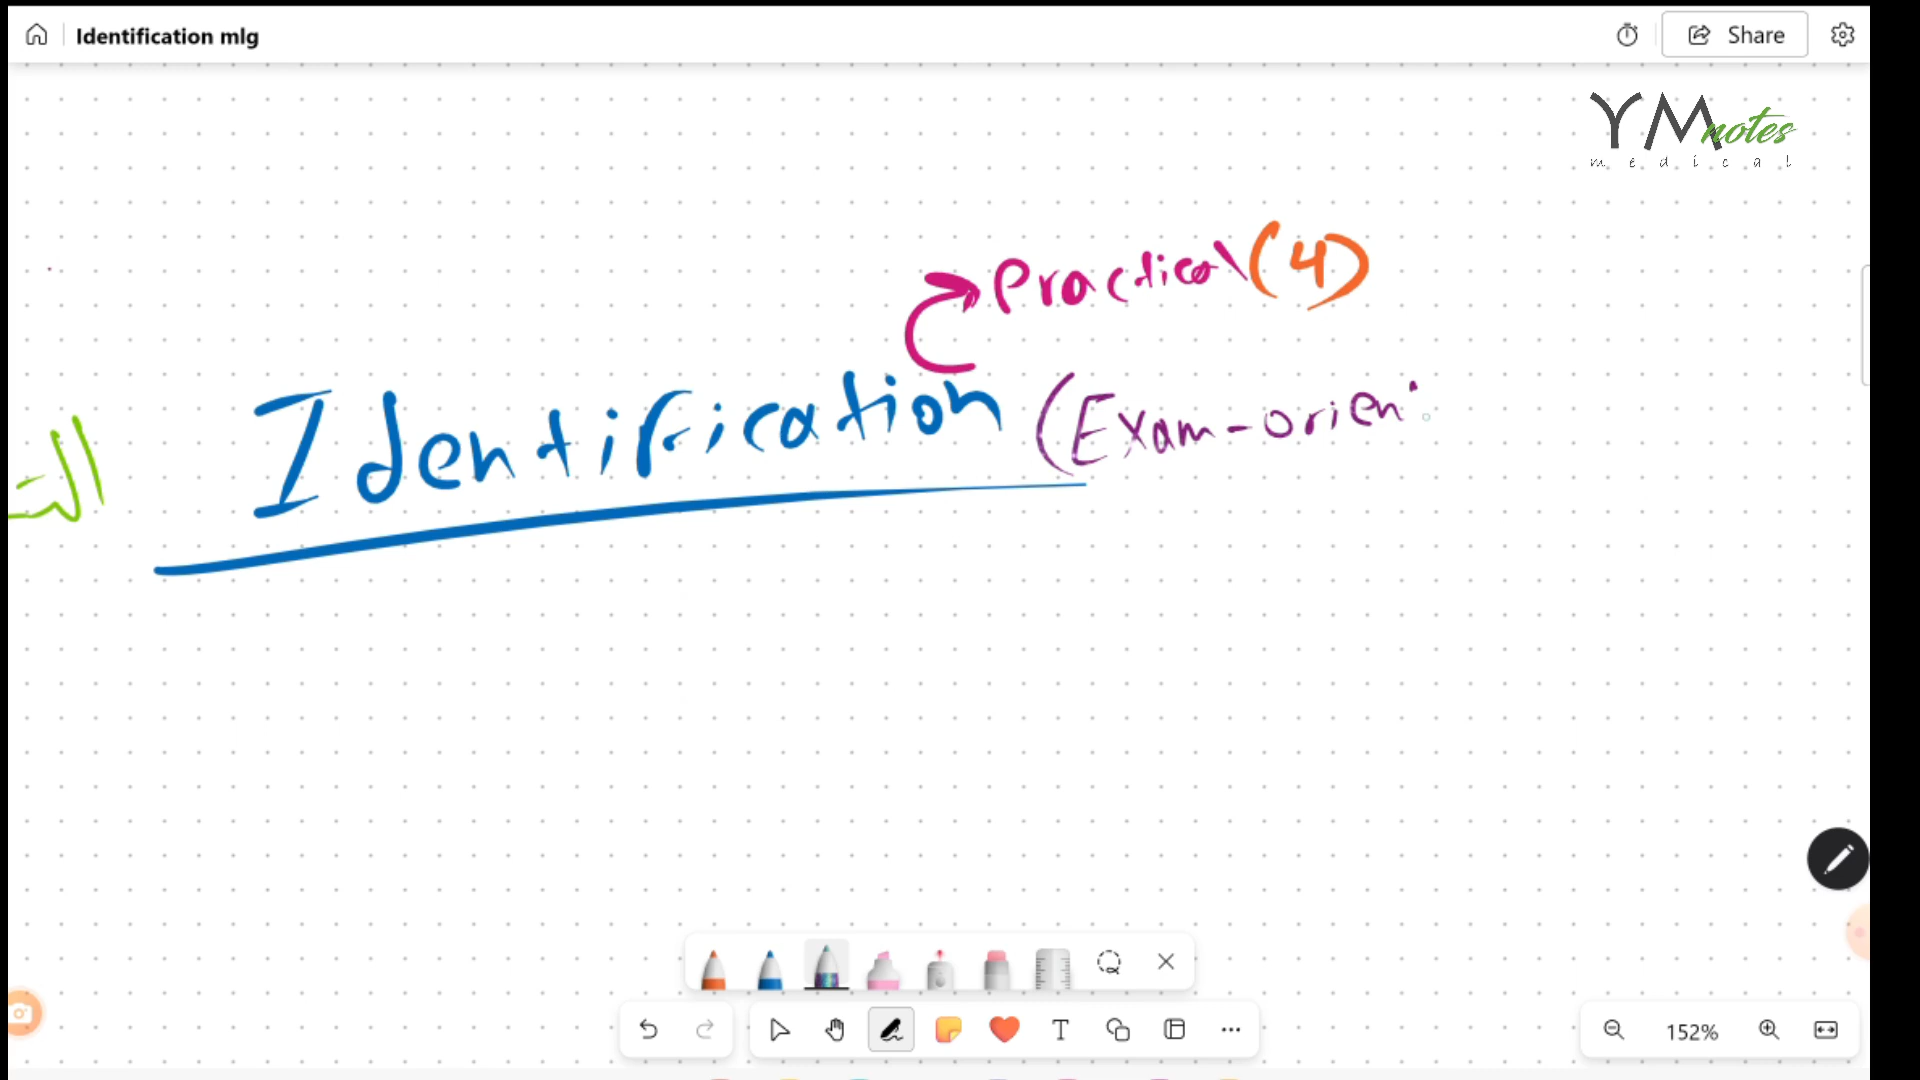 Identification mlg
Share
YM notes
medical
Practical (4)
Identification (Exam-orien
T
152%